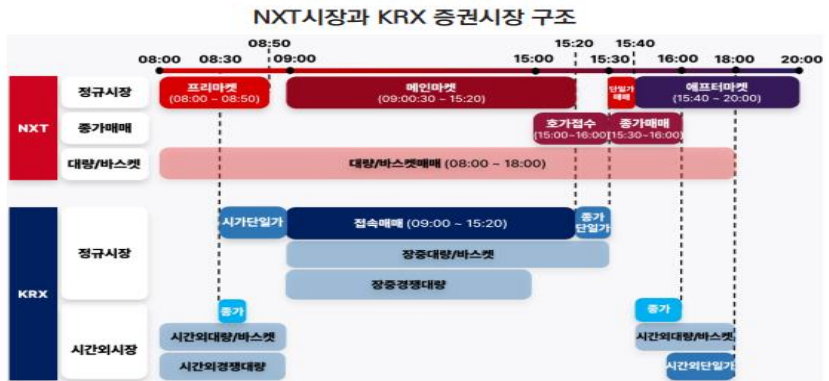 NXT시장과 KRX 증권시장 구조
08:50
15:20
15:40
08:00
08:30
09:00
15:00
15:30
16:00
18:00
20:00
NXT
정규시장
프리마켓
(08:00 ~ 08:50)
메인마켓
(09:00:30 ~ 15:20)
단일가
매매
애프터마켓
(15:40 ~ 20:00)
종가매매
호가접수
(15:00~16:00)
종가매매
(15:30~16:00)
대량/바스켓
대량/바스켓매매 (08:00 ~ 18:00)
KRX
정규시장
시가단일가
접속매매 (09:00 ~ 15:20)
종가
단일가
장중대량/바스켓
장중경쟁대량
시간외시장
종가
종가
시간외대량/바스켓
시간외대량/바스켓
시간외경쟁대량
시간외단일가